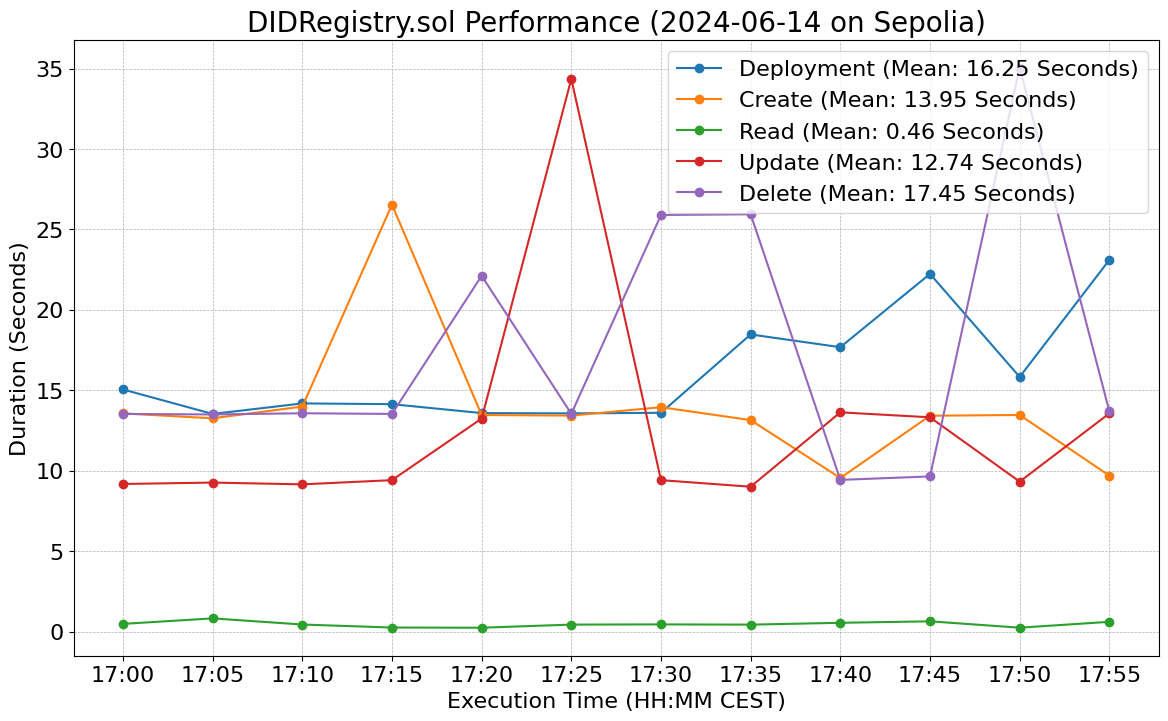 DIDRegistry.sol Performance (2024-06-14 on Sepolia)
Deployment (Mean: 16.25 Seconds)
Create (Mean: 13.95 Seconds)
Read (Mean: 0.46 Seconds)
Update (Mean: 12.74 Seconds)
Delete (Mean: 17.45 Seconds)
Duration (Seconds)
35
30
25
20
15
10
5
0
17:00 17:05 17:10 17:15 17:20 17:25 17:30 17:35 17:40 17:45 17:50 17:55
Execution Time (HH:MM CEST)